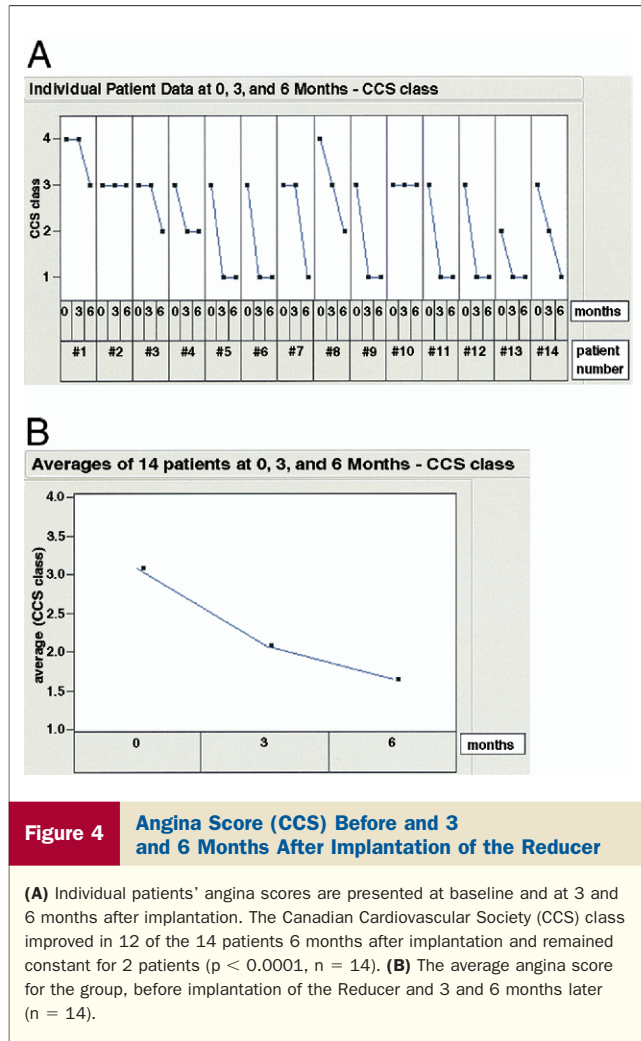 A
Individual Patient Data at 0, 3, and 6 Months - CCS class
4
3
2
1
CCS class
0 3 6 0 3 6 0 3 6 0 3 6 0 3 6 0 3 6 0 3 6 0 3 6 0 3 6 0 3 6 0 3 6 0 3 6 0 3 6 0 3 6 months
#1 #2 #3 #4 #5 #6 #7 #8 #9 #10 #11 #12 #13 #14 patient
number
B
Averages of 14 patients at 0, 3, and 6 Months - CCS class
4.0
3.5
3.0
2.5
2.0
1.5
1.0
average (CCS class)
0 3 6 months
Figure 4 Angina Score (CCS) Before and 3
and 6 Months After Implantation of the Reducer
(A) Individual patients' angina scores are presented at baseline and at 3 and
6 months after implantation. The Canadian Cardiovascular Society (CCS) class
improved in 12 of the 14 patients 6 months after implantation and remained
constant for 2 patients (p < 0.0001, n = 14). (B) The average angina score
for the group, before implantation of the Reducer and 3 and 6 months later
(n = 14).